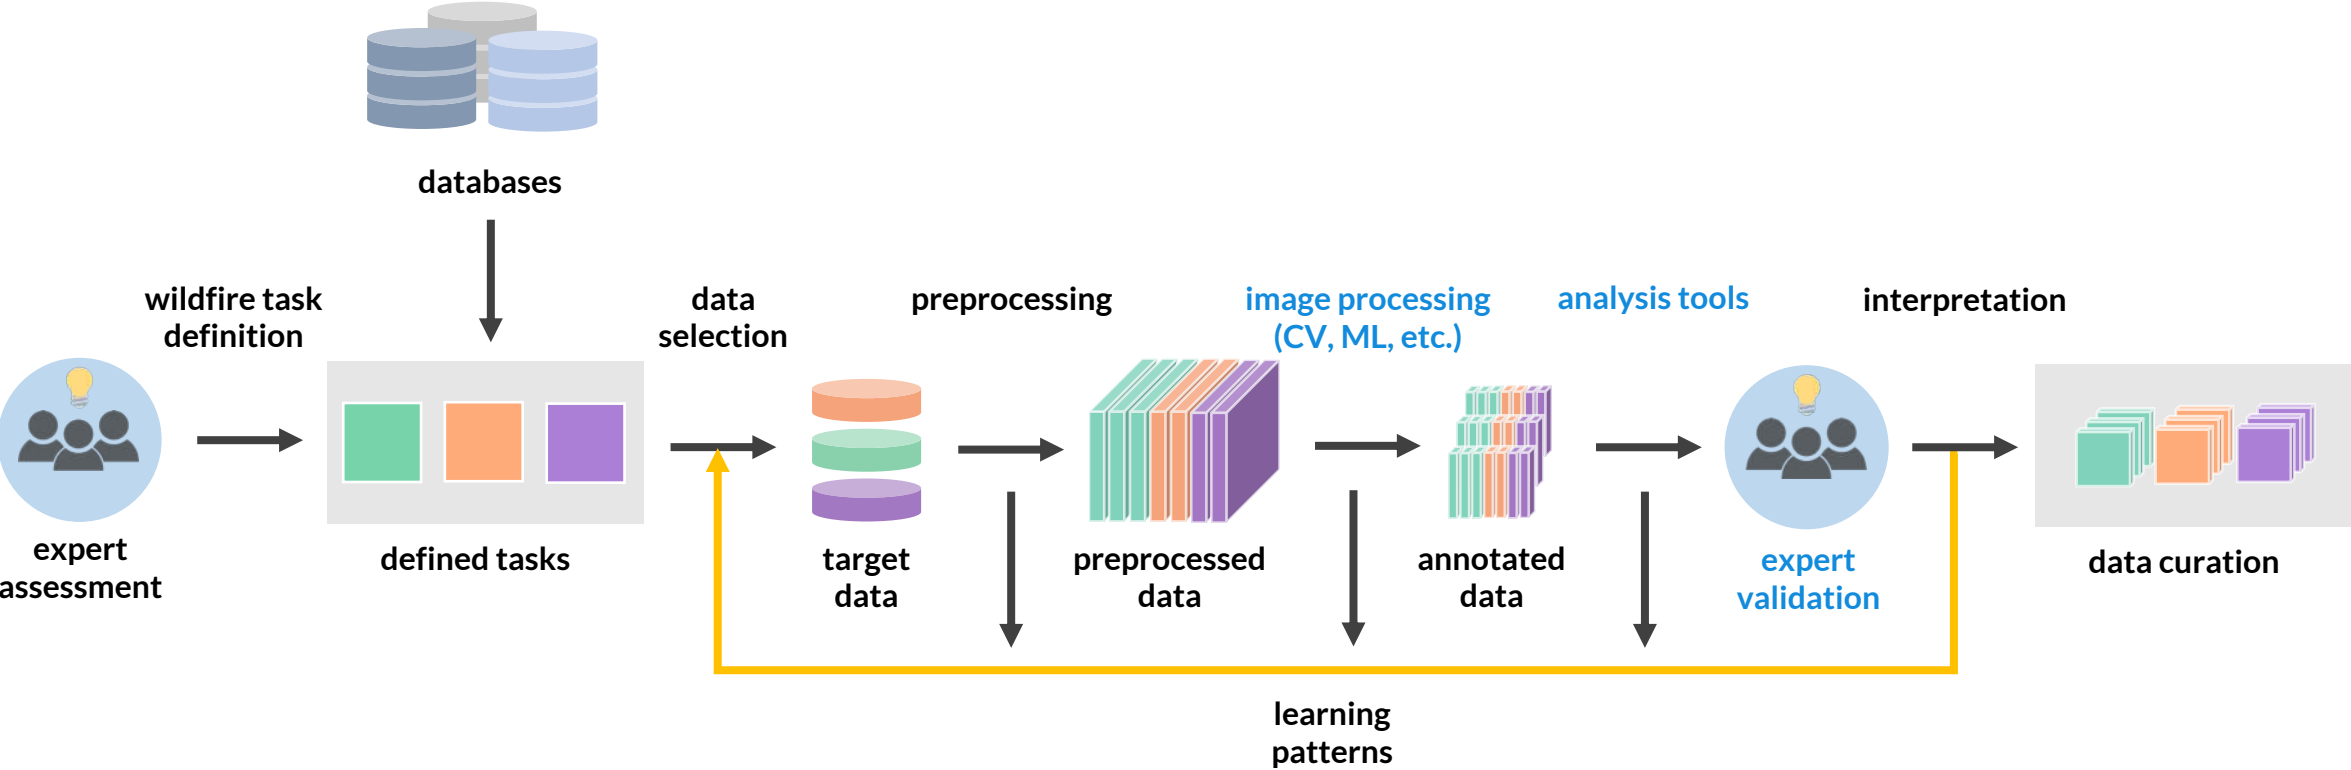 databases
wildfire task
definition
data
selection
preprocessing
image processing
(CV, ML, etc.)
analysis tools
interpretation
expert
assessment
defined tasks
target
data
preprocessed
data
annotated
data
expert
validation
data curation
learning
patterns